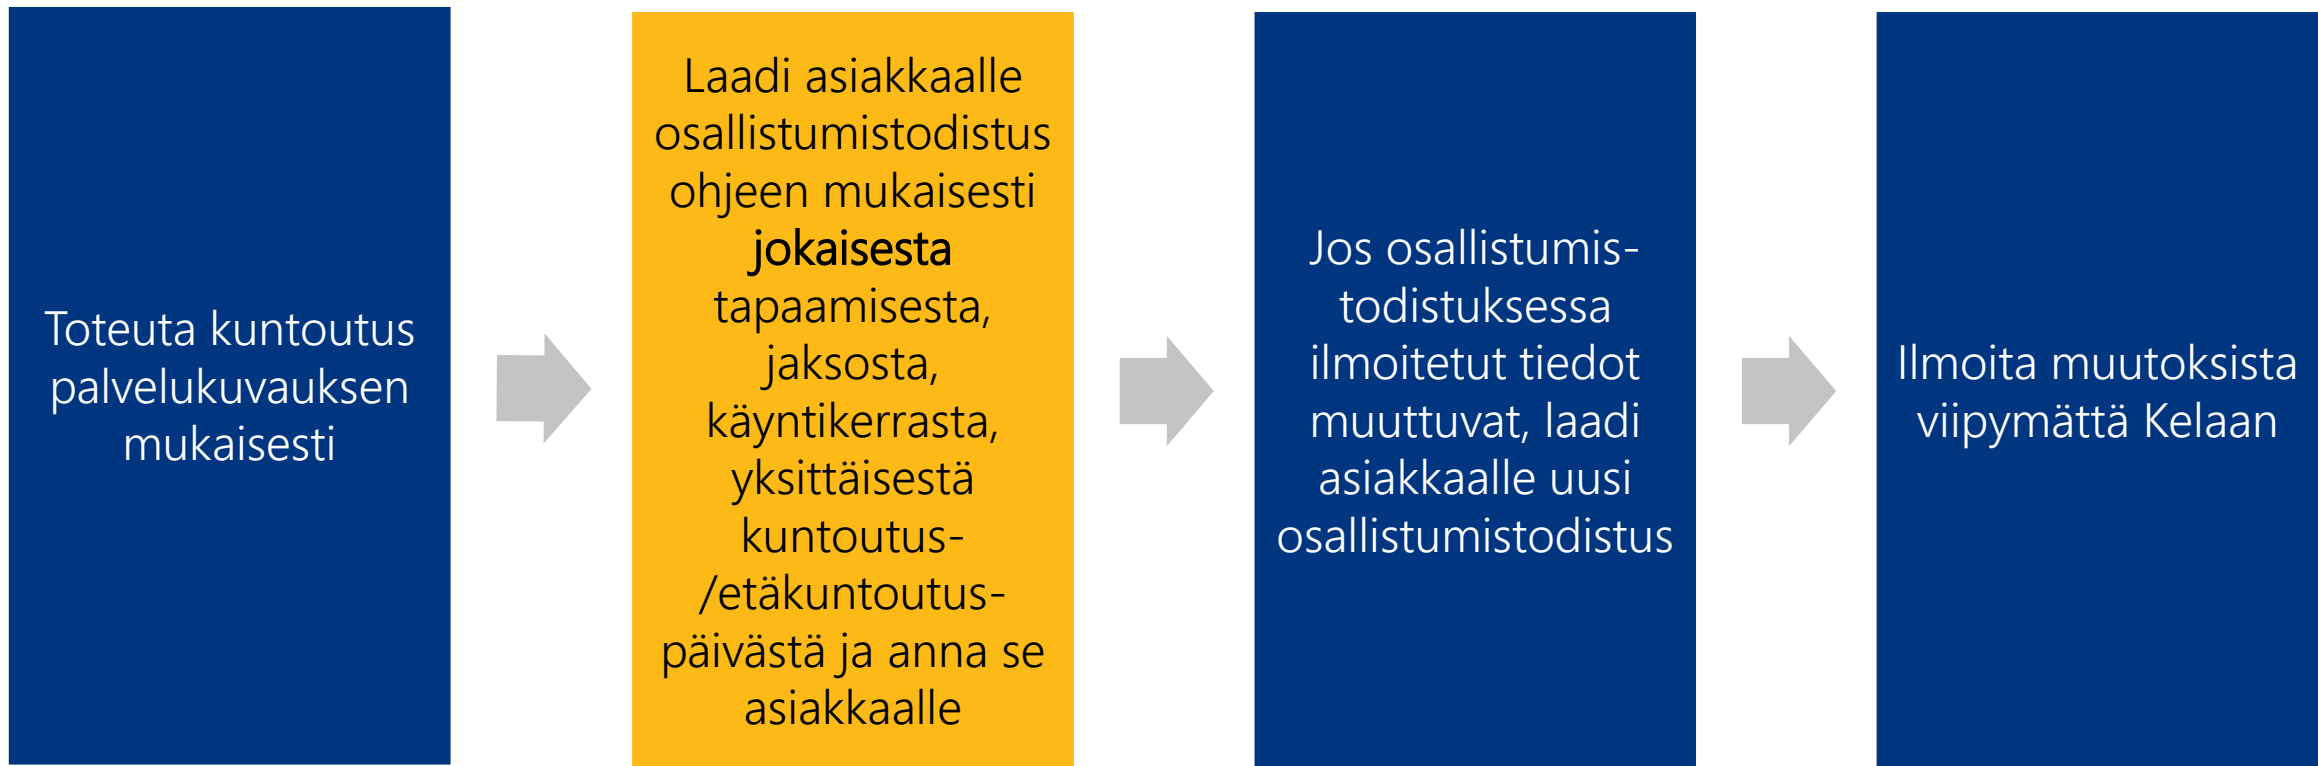 Toteuta kuntoutus
palvelukuvauksen
mukaisesti
Laadi asiakkaalle
osallistumistodistus
ohjeen mukaisesti
jokaisesta
tapaamisesta,
jaksosta,
käyntikerrasta,
yksittäisestä
kuntoutus-
/etäkuntoutus-
päivästä ja anna se
asiakkaalle
Jos osallistumis-
todistuksessa
ilmoitetut tiedot
muuttuvat, laadi
asiakkaalle uusi
osallistumistodistus
Ilmoita muutoksista
viipymättä Kelaan